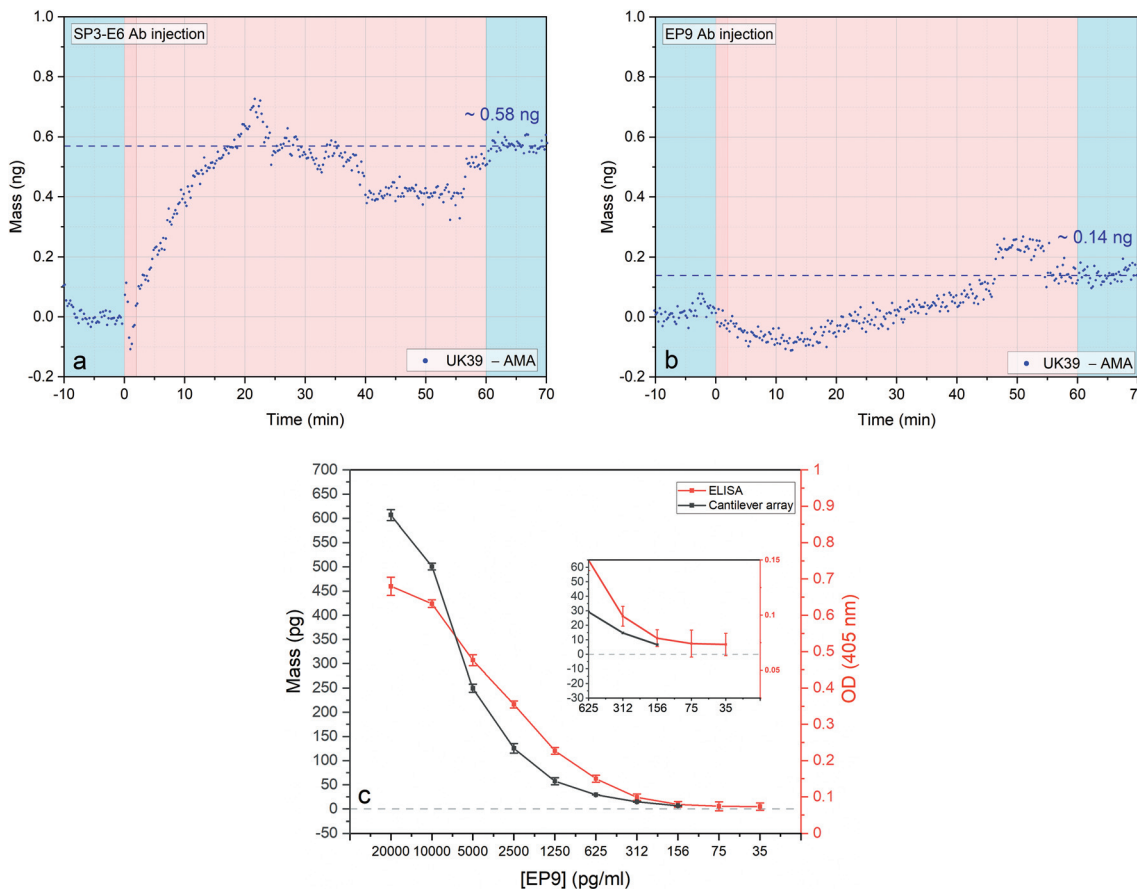 SP3-E6 Ab injection
1.0
0.8
0.6
0.4
0.2
0.0
-0.2
Mass (ng)
~ 0.58 ng
a
UK39 – AMA
-10 0 10 20 30 40 50 60 70
Time (min)
EP9 Ab injection
1.0
0.8
0.6
0.4
0.2
0.0
-0.2
Mass (ng)
~ 0.14 ng
b
UK39 – AMA
-10 0 10 20 30 40 50 60 70
Time (min)
700
650
600
550
500
450
400
350
300
250
200
150
100
50
0
-50
Mass (pg)
ELISA
Cantilever array
60
50
40
30
20
10
0
-10
-20
-30
0.15
0.1
0.05
625 312 156 75 35
1
0.9
0.8
0.7
0.6
0.5
0.4
0.3
0.2
0.1
0
OD (405 nm)
c
20000 10000 5000 2500 1250 625 312 156 75 35
[EP9] (pg/ml)